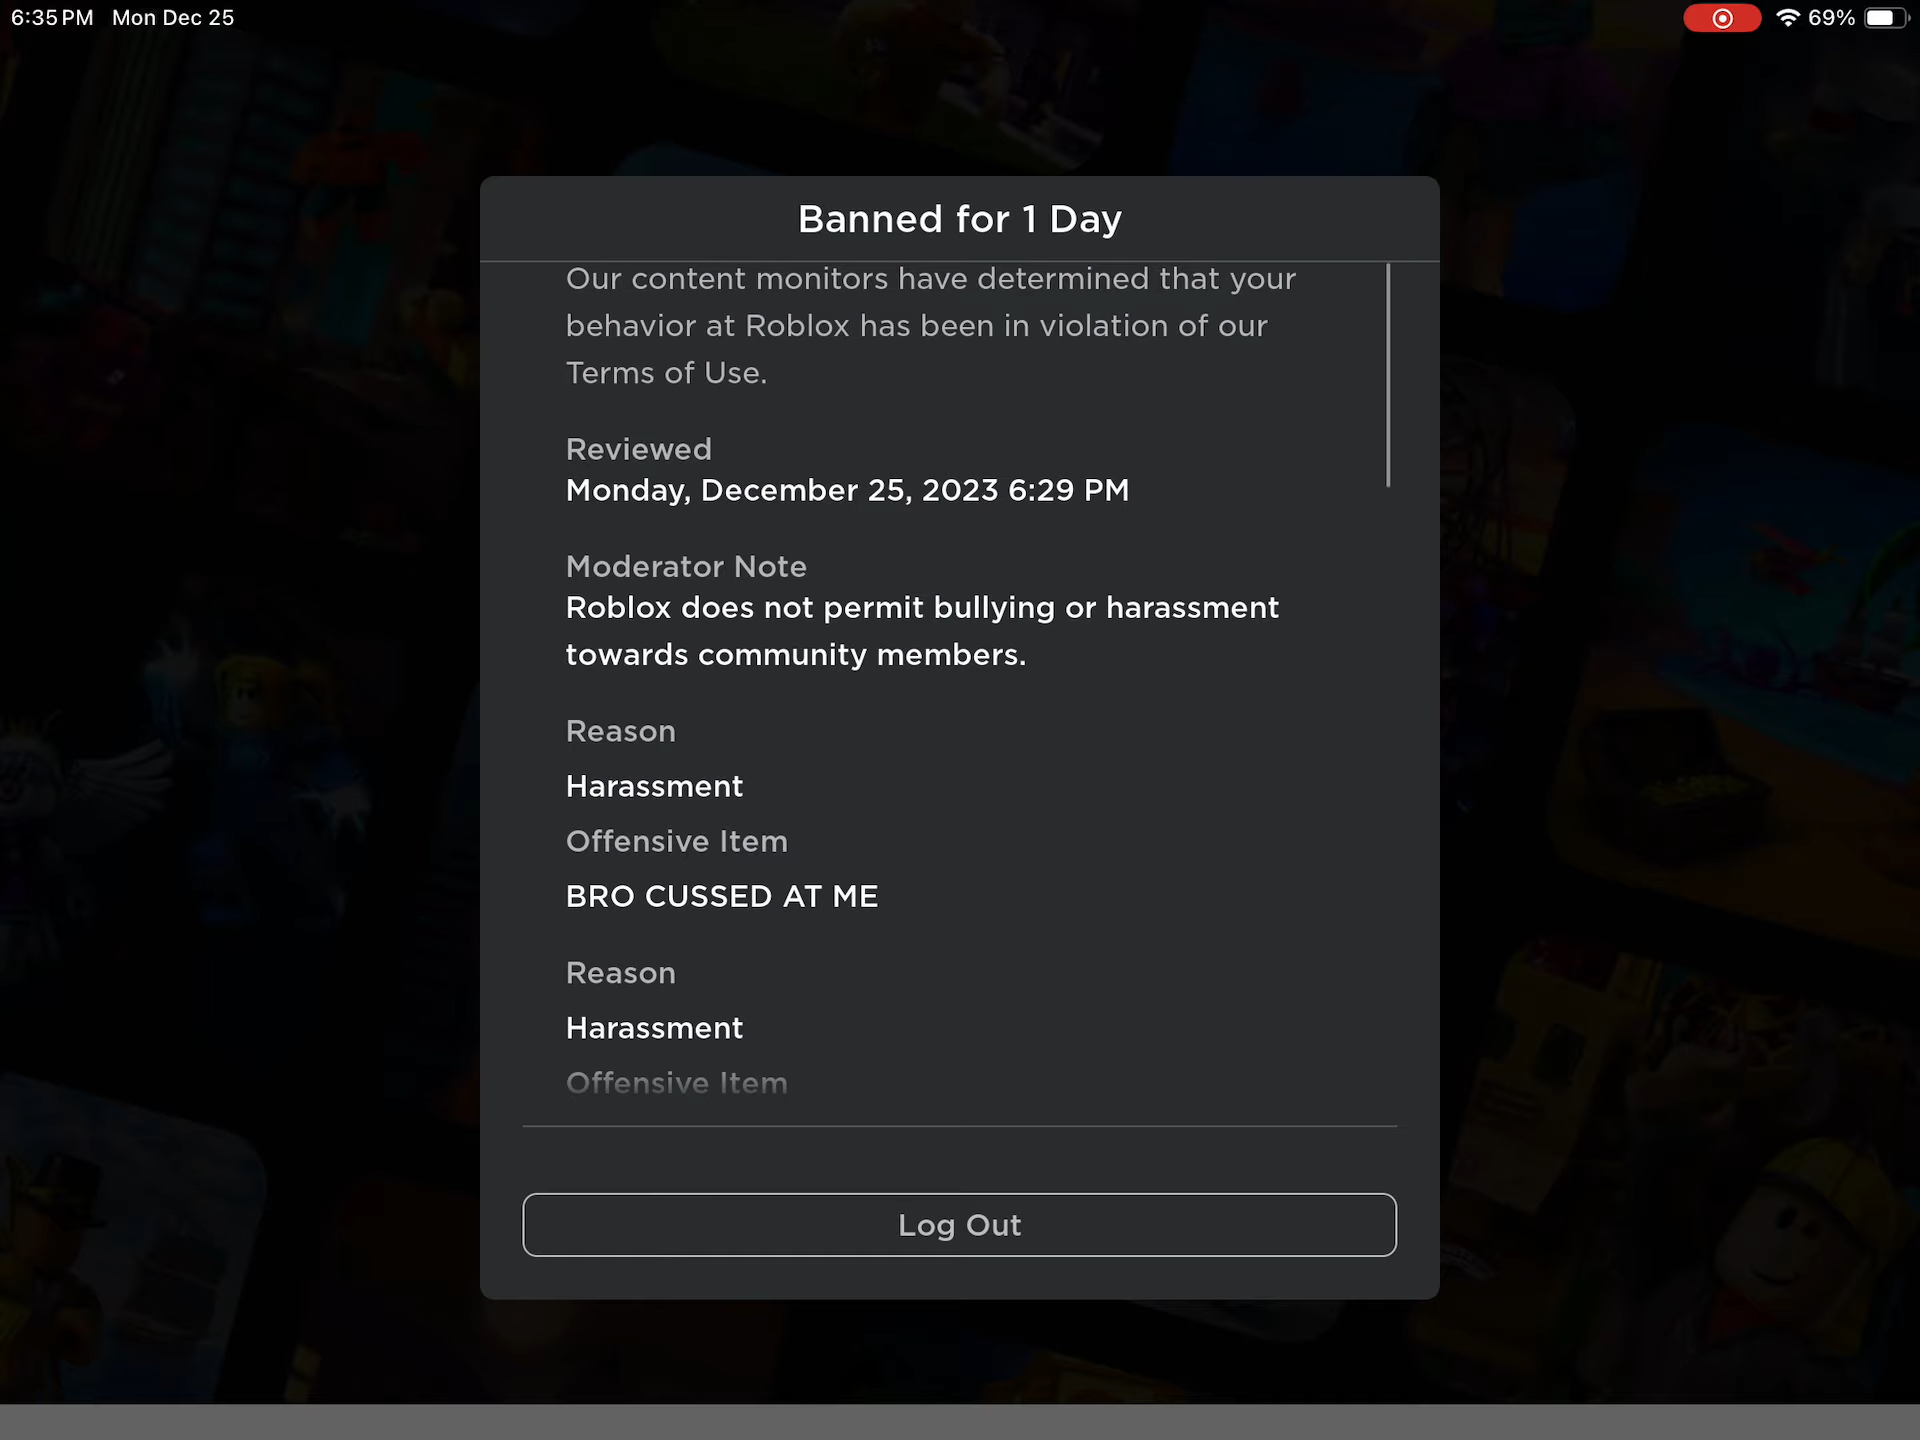 6:35 PM Mon Dec 25
69%
Banned for 1 Day
Our content monitors have determined that your
behavior at Roblox has been in violation of our
Terms of Use.
Reviewed
Monday, December 25, 2023 6:29 PM
Moderator Note
Roblox does not permit bullying or harassment
towards community members.
Reason
Harassment
Offensive Item
BRO CUSSED AT ME
Reason
Harassment
Offensive Item
Log Out